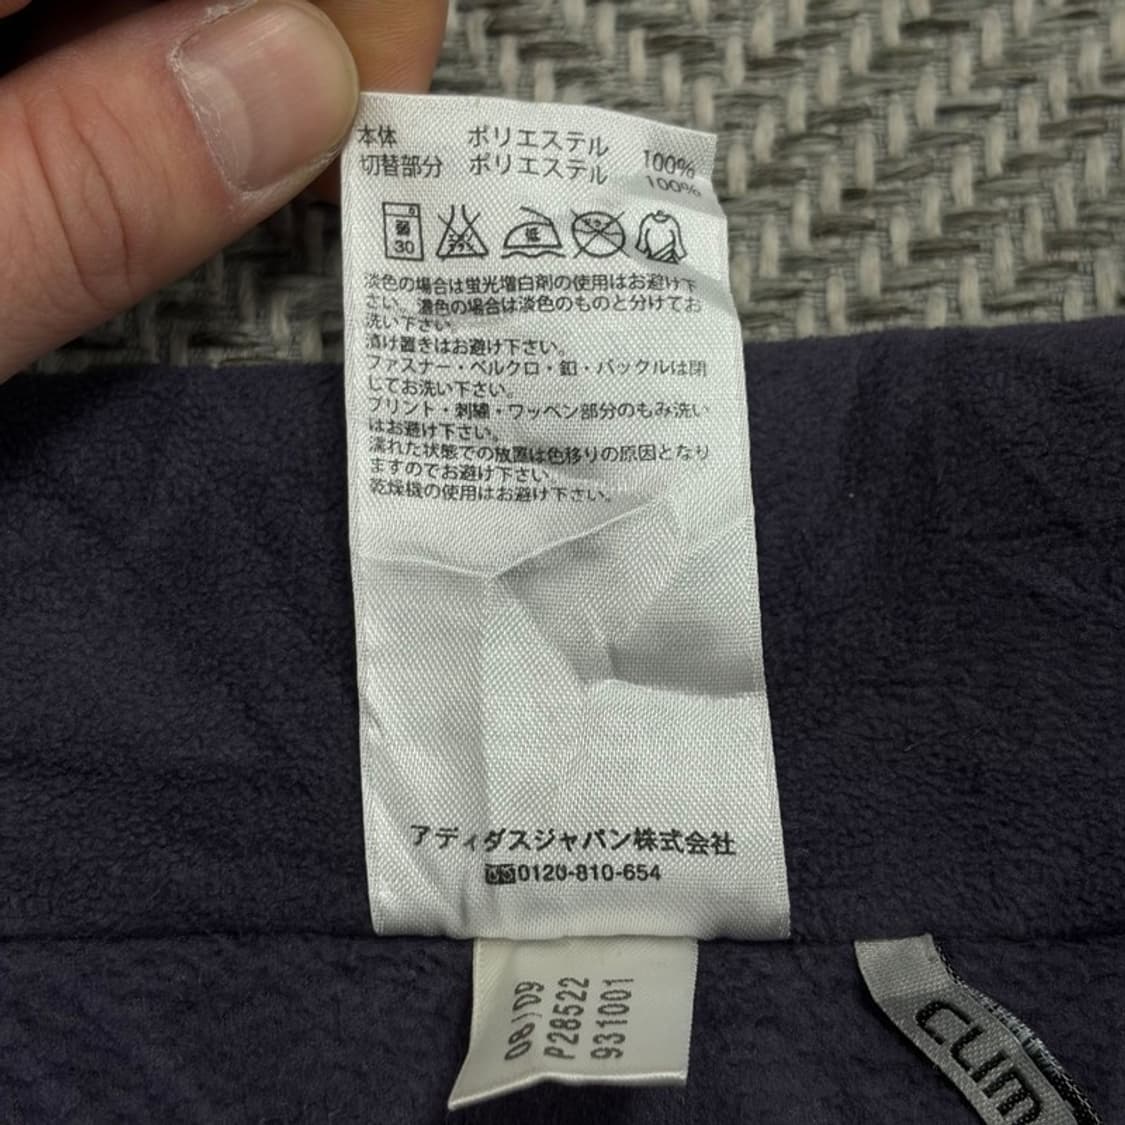 本体 ポリエステル 100%
切替部分 ポリエステル 100%
弱 30 低
淡色の場合は蛍光増白剤の使用はお避け下
さい。濃色の場合は淡色のものと分けてお
洗い下さい。
漬け置きはお避け下さい。
ファスナー・ベルクロ・釦・バックルは閉
じてお洗い下さい。
プリント・刺繍・ワッペン部分のもみ洗い
はお避け下さい。
濡れた状態での放置は色移りの原因となり
ますのでお避け下さい。
乾燥機の使用はお避け下さい。
アディダスジャパン株式会社
0120-810-654
08/D9
P28522
931001
CLIM